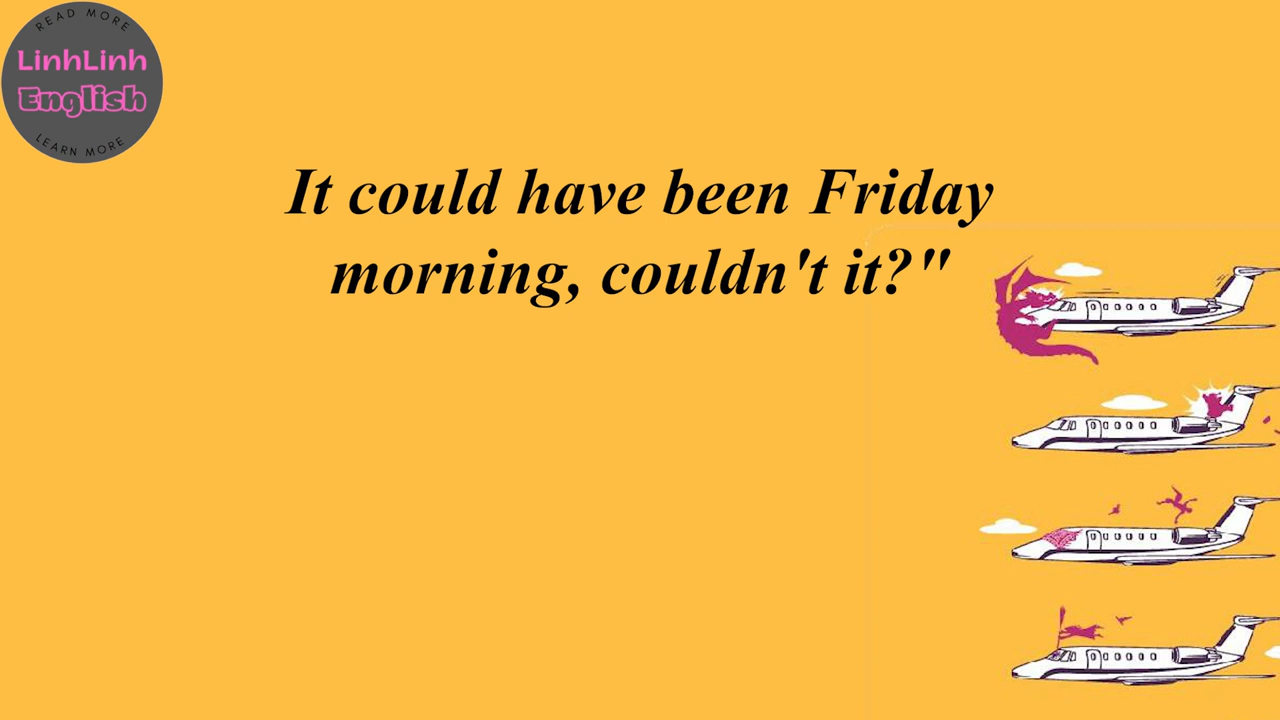 READ MORE
LinhLinh
English
LEARN MORE
It could have been Friday
morning, couldn't it?"